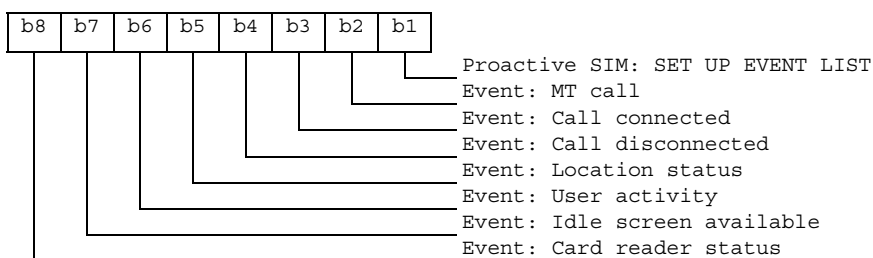 b8 b7 b6 b5 b4 b3 b2 b1
Proactive SIM: SET UP EVENT LIST
Event: MT call
Event: Call connected
Event: Call disconnected
Event: Location status
Event: User activity
Event: Idle screen available
Event: Card reader status